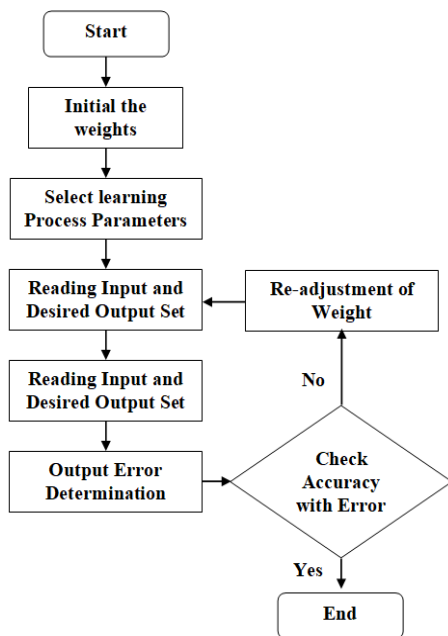 Start
Initial the
weights
Select learning
Process Parameters
Reading Input and
Desired Output Set
Re-adjustment of
Weight
Reading Input and
Desired Output Set
No
Output Error
Determination
Check
Accuracy
with Error
Yes
End